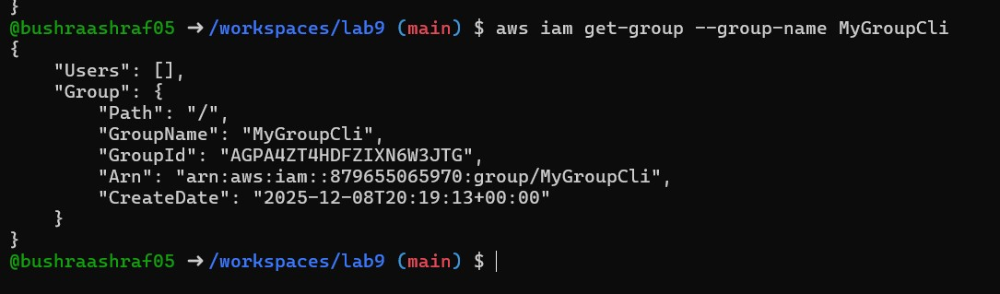 }
@bushraashraf05 ➜ /workspaces/lab9 (main) $ aws iam get-group --group-name MyGroupCli
{
    "Users": [],
    "Group": {
        "Path": "/",
        "GroupName": "MyGroupCli",
        "GroupId": "AGPA4ZT4HDFZIXN6W3JTG",
        "Arn": "arn:aws:iam::879655065970:group/MyGroupCli",
        "CreateDate": "2025-12-08T20:19:13+00:00"
    }
}
@bushraashraf05 ➜ /workspaces/lab9 (main) $